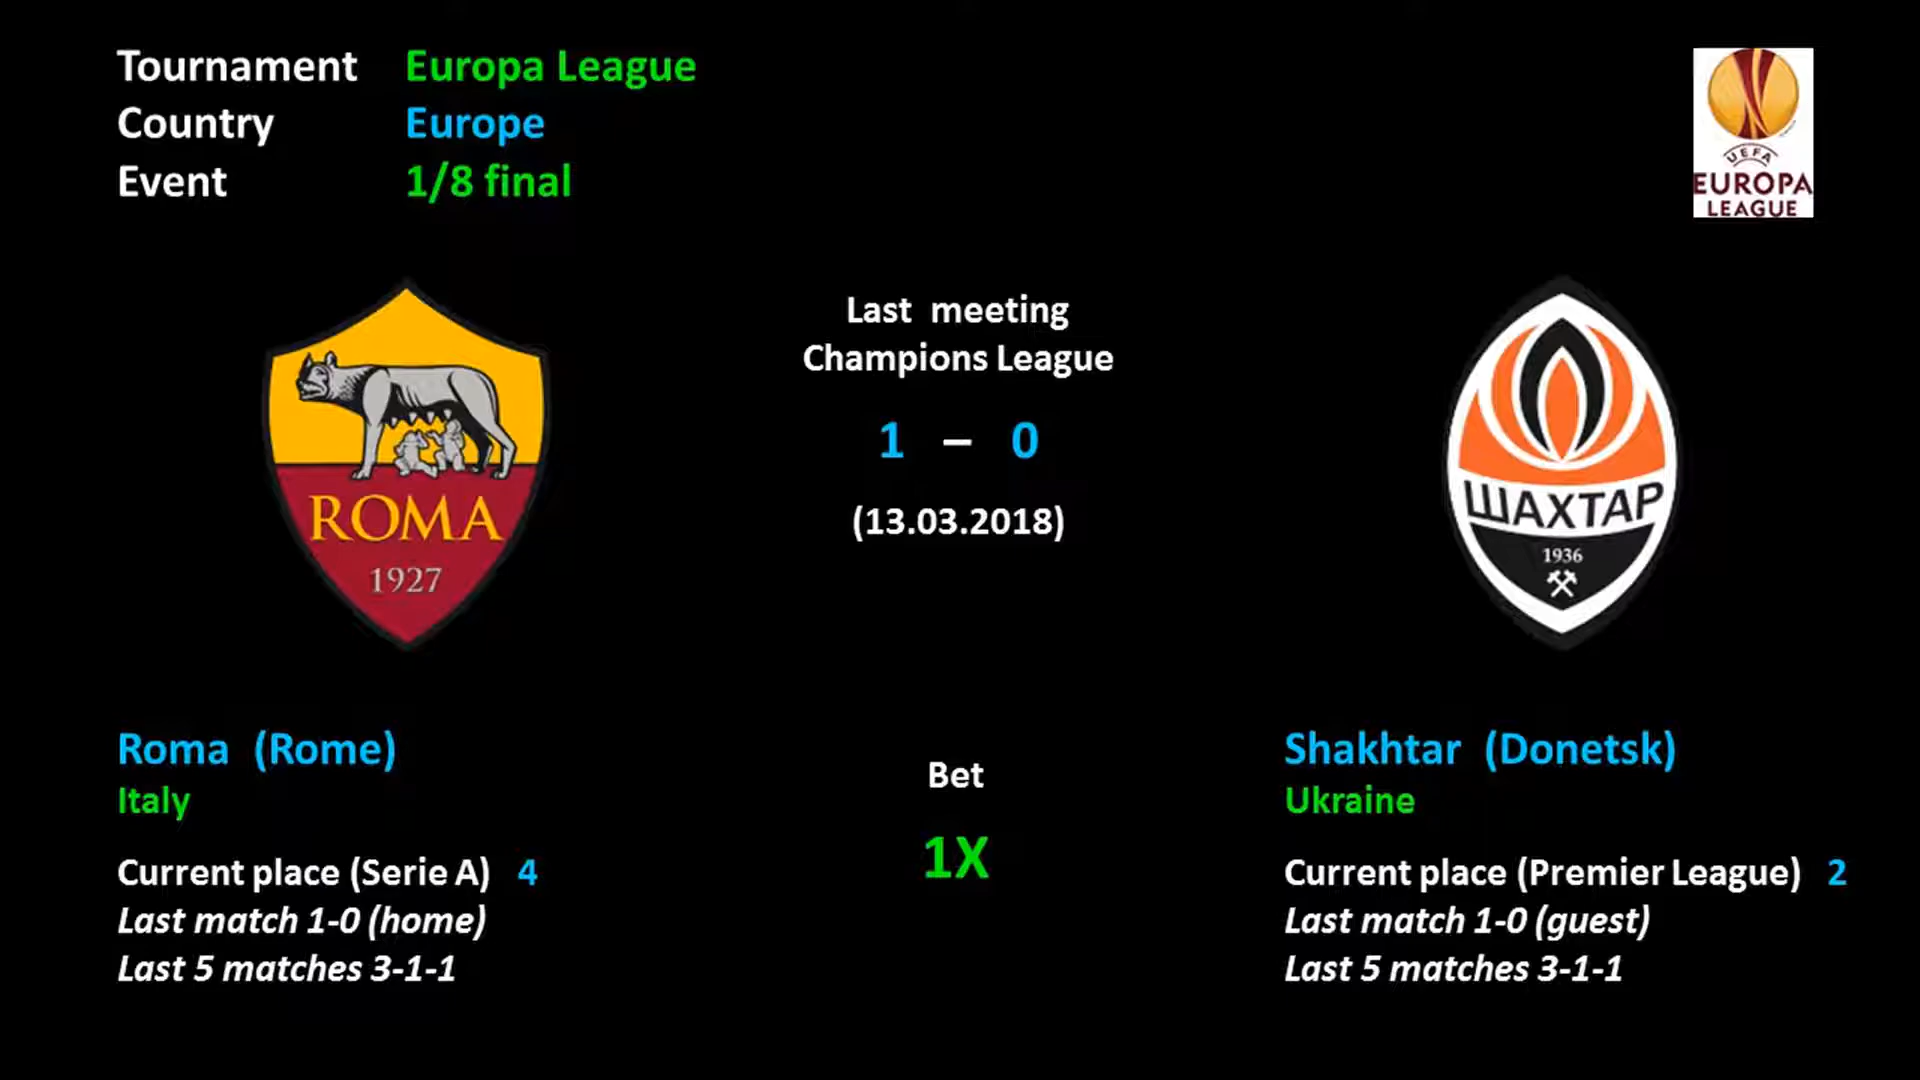 Tournament Europa League
Country Europe
Event 1/8 final
UEFA
EUROPA
LEAGUE
Last meeting
Champions League
1 – 0
(13.03.2018)
ROMA
1927
ШАХТАР
1936
Roma (Rome)
Italy
Current place (Serie A) 4
Last match 1-0 (home)
Last 5 matches 3-1-1
Bet
1X
Shakhtar (Donetsk)
Ukraine
Current place (Premier League) 2
Last match 1-0 (guest)
Last 5 matches 3-1-1